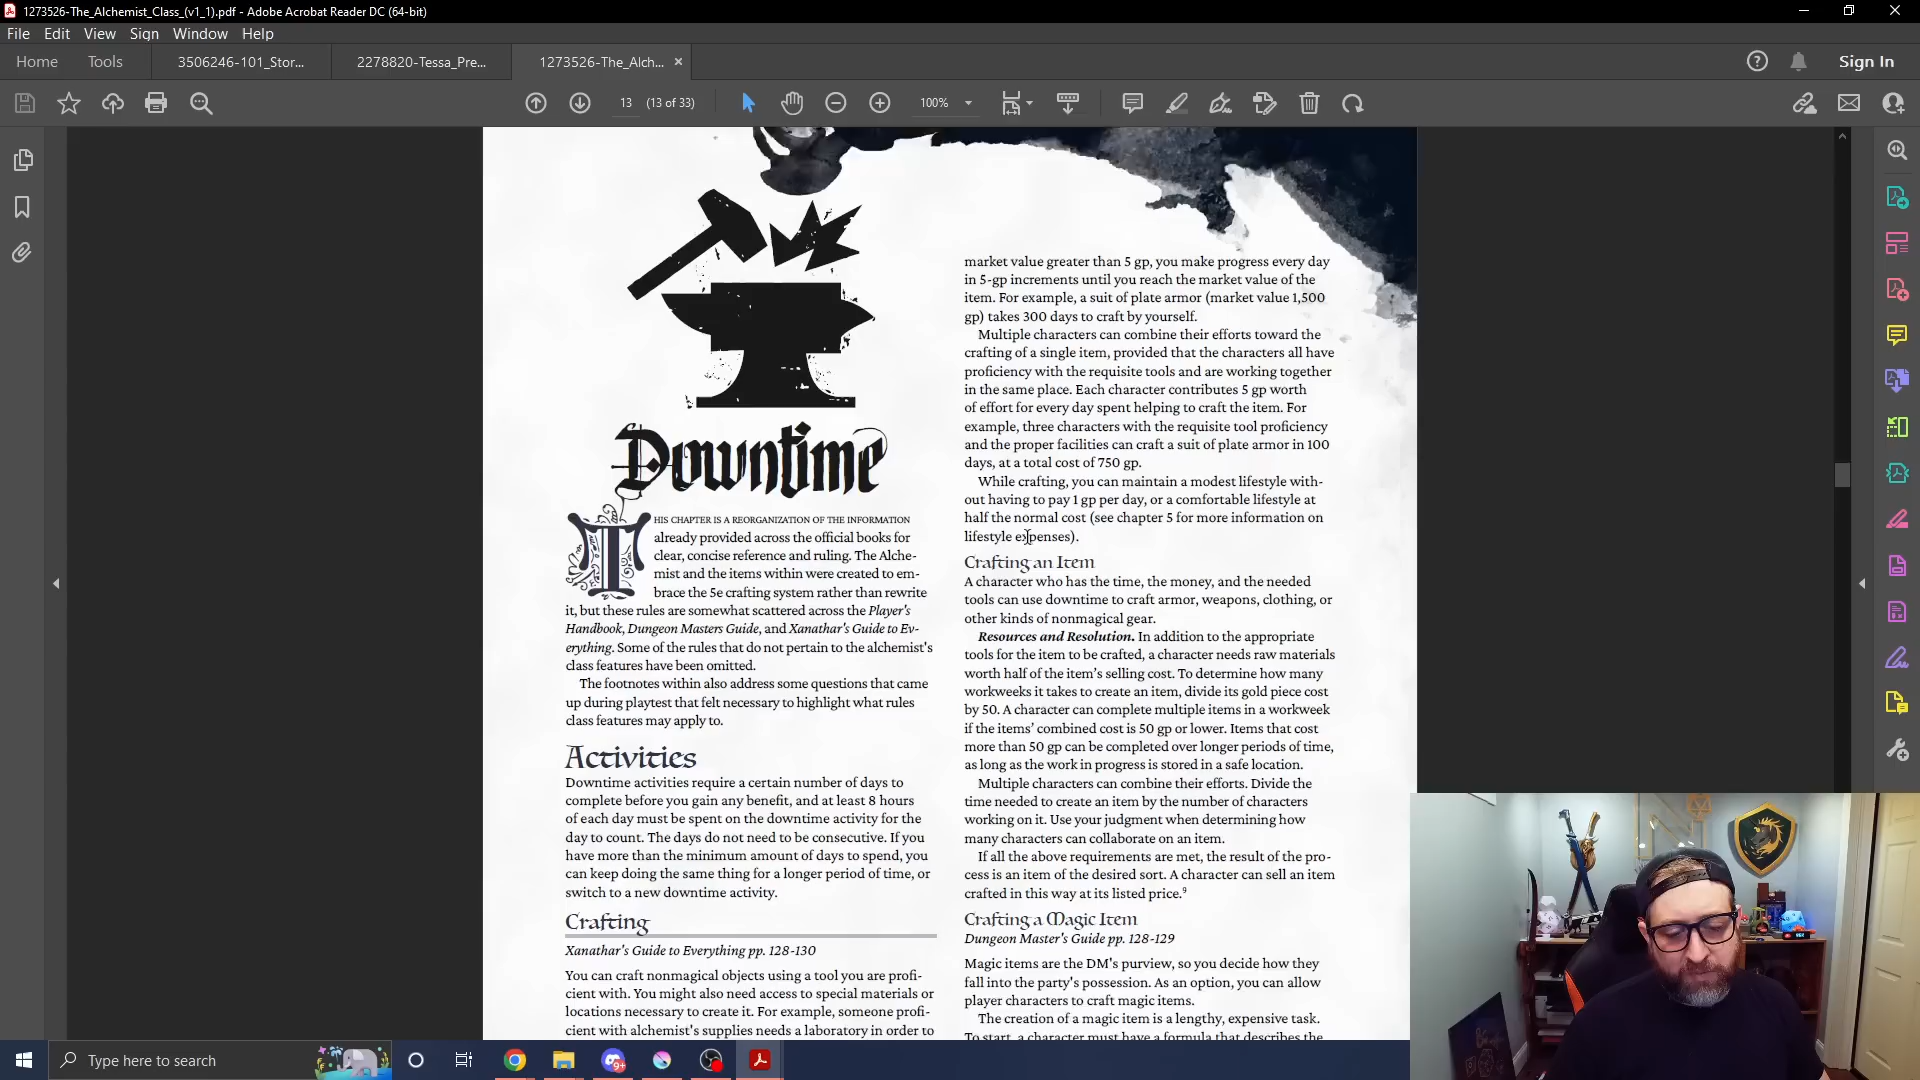 1273526-The_Alchemist_Class_(v1_1).pdf - Adobe Acrobat Reader DC (64-bit)
File Edit View Sign Window Help
Home Tools 3506246-101_Stor... 2278820-Tessa_Pre... 1273526-The_Alch... × Sign In
13 (13 of 33) 100%
Downtime
THIS CHAPTER IS A REORGANIZATION OF THE INFORMATION
already provided across the official books for
clear, concise reference and ruling. The Alche-
mist and the items within were created to em-
brace the 5e crafting system rather than rewrite
it, but these rules are somewhat scattered across the Player's
Handbook, Dungeon Masters Guide, and Xanathar's Guide to Ev-
erything. Some of the rules that do not pertain to the alchemist's
class features have been omitted.
The footnotes within also address some questions that came
up during playtest that felt necessary to highlight what rules
class features may apply to.
Activities
Downtime activities require a certain number of days to
complete before you gain any benefit, and at least 8 hours
of each day must be spent on the downtime activity for the
day to count. The days do not need to be consecutive. If you
have more than the minimum amount of days to spend, you
can keep doing the same thing for a longer period of time, or
switch to a new downtime activity.
Crafting
Xanathar's Guide to Everything pp. 128-130
You can craft nonmagical objects using a tool you are profi-
cient with. You might also need access to special materials or
locations necessary to create it. For example, someone profi-
cient with alchemist's supplies needs a laboratory in order to
market value greater than 5 gp, you make progress every day
in 5-gp increments until you reach the market value of the
item. For example, a suit of plate armor (market value 1,500
gp) takes 300 days to craft by yourself.
Multiple characters can combine their efforts toward the
crafting of a single item, provided that the characters all have
proficiency with the requisite tools and are working together
in the same place. Each character contributes 5 gp worth
of effort for every day spent helping to craft the item. For
example, three characters with the requisite tool proficiency
and the proper facilities can craft a suit of plate armor in 100
days, at a total cost of 750 gp.
While crafting, you can maintain a modest lifestyle with-
out having to pay 1 gp per day, or a comfortable lifestyle at
half the normal cost (see chapter 5 for more information on
lifestyle expenses).
Crafting an Item
A character who has the time, the money, and the needed
tools can use downtime to craft armor, weapons, clothing, or
other kinds of nonmagical gear.
Resources and Resolution. In addition to the appropriate
tools for the item to be crafted, a character needs raw materials
worth half of the item's selling cost. To determine how many
workweeks it takes to create an item, divide its gold piece cost
by 50. A character can complete multiple items in a workweek
if the items' combined cost is 50 gp or lower. Items that cost
more than 50 gp can be completed over longer periods of time,
as long as the work in progress is stored in a safe location.
Multiple characters can combine their efforts. Divide the
time needed to create an item by the number of characters
working on it. Use your judgment when determining how
many characters can collaborate on an item.
If all the above requirements are met, the result of the pro-
cess is an item of the desired sort. A character can sell an item
crafted in this way at its listed price.⁹
Crafting a Magic Item
Dungeon Master's Guide pp. 128-129
Magic items are the DM's purview, so you decide how they
fall into the party's possession. As an option, you can allow
player characters to craft magic items.
The creation of a magic item is a lengthy, expensive task.
To start, a character must have a formula that describes the
Type here to search
9+